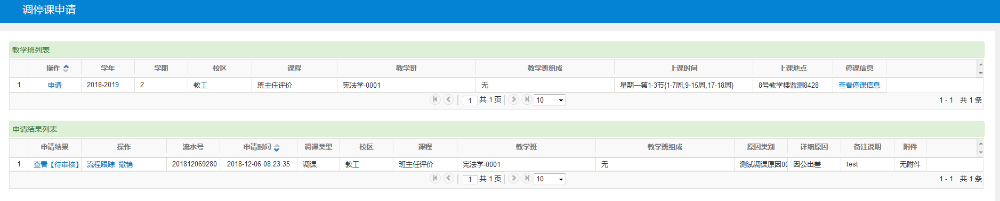 调停课申请
教学班列表
操作 学年 学期 校区 课程 教学班 教学班组成 上课时间 上课地点 停课信息
1 申请 2018-2019 2 教工 班主任评价 宪法学-0001 无 星期一第1-3节{1-7周,9-15周,17-18周} 8号教学楼监测8428 查看停课信息
1 共 1 页 10 1 - 1 共 1 条
申请结果列表
申请结果 操作 流水号 申请时间 调课类型 校区 课程 教学班 教学班组成 原因类别 详细原因 备注说明 附件
1 查看【待审核】 流程跟踪 撤销 201812069280 2018-12-06 08:23:35 调课 教工 班主任评价 宪法学-0001 无 测试调课原因00 因公出差 test 无附件
1 共 1 页 10 1 - 1 共 1 条